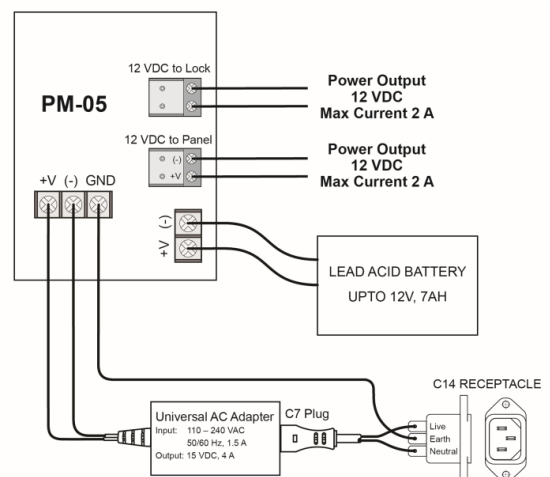 12 VDC to Lock
Power Output
12 VDC
Max Current 2 A
PM-05
12 VDC to Panel
(-)
+V
Power Output
12 VDC
Max Current 2 A
+V (-) GND
(-)
+V
LEAD ACID BATTERY
UPTO 12V, 7AH
C14 RECEPTACLE
Universal AC Adapter
Input: 110 – 240 VAC
50/60 Hz, 1.5 A
Output: 15 VDC, 4 A
C7 Plug
Live
Earth
Neutral